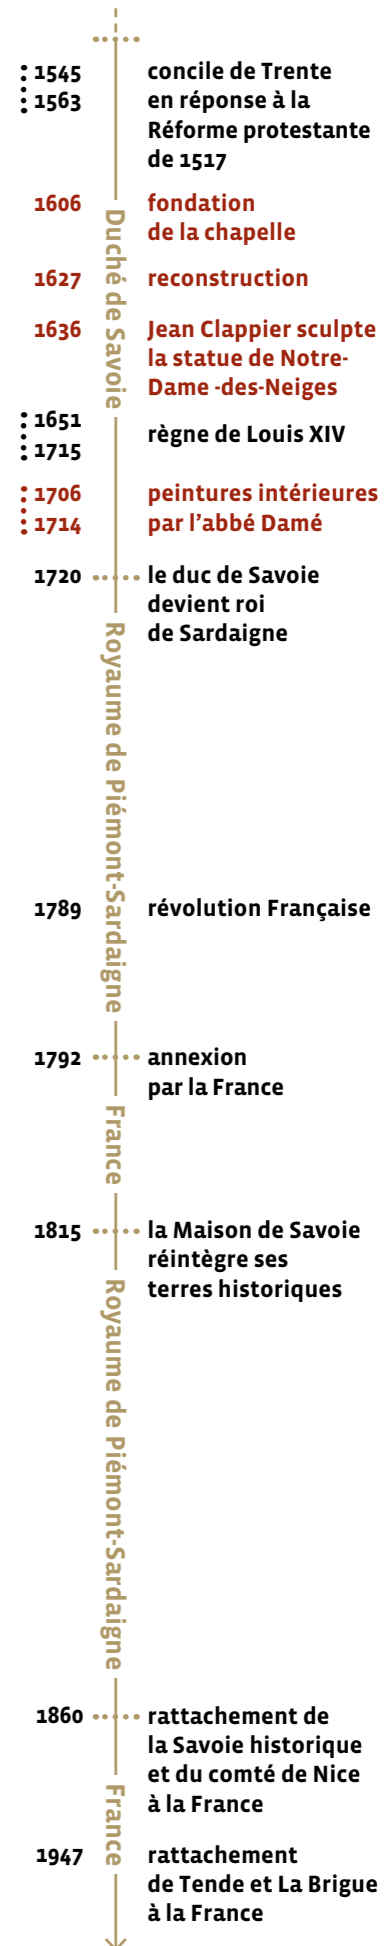 1545 concile de Trente
1563 en réponse à la
Réforme protestante
de 1517
1606 fondation
de la chapelle
Duché de Savoie
1627 reconstruction
1636 Jean Clappier sculpte
la statue de Notre-
Dame -des-Neiges
1651
règne de Louis XIV
1715
1706 peintures intérieures
1714 par l'abbé Damé
1720 le duc de Savoie
devient roi
de Sardaigne
Royaume de Piémont-Sardaigne
1789 révolution Française
1792 annexion
par la France
France
1815 la Maison de Savoie
réintègre ses
terres historiques
Royaume de Piémont-Sardaigne
1860 rattachement de
la Savoie historique
et du comté de Nice
à la France
France
1947 rattachement
de Tende et La Brigue
à la France